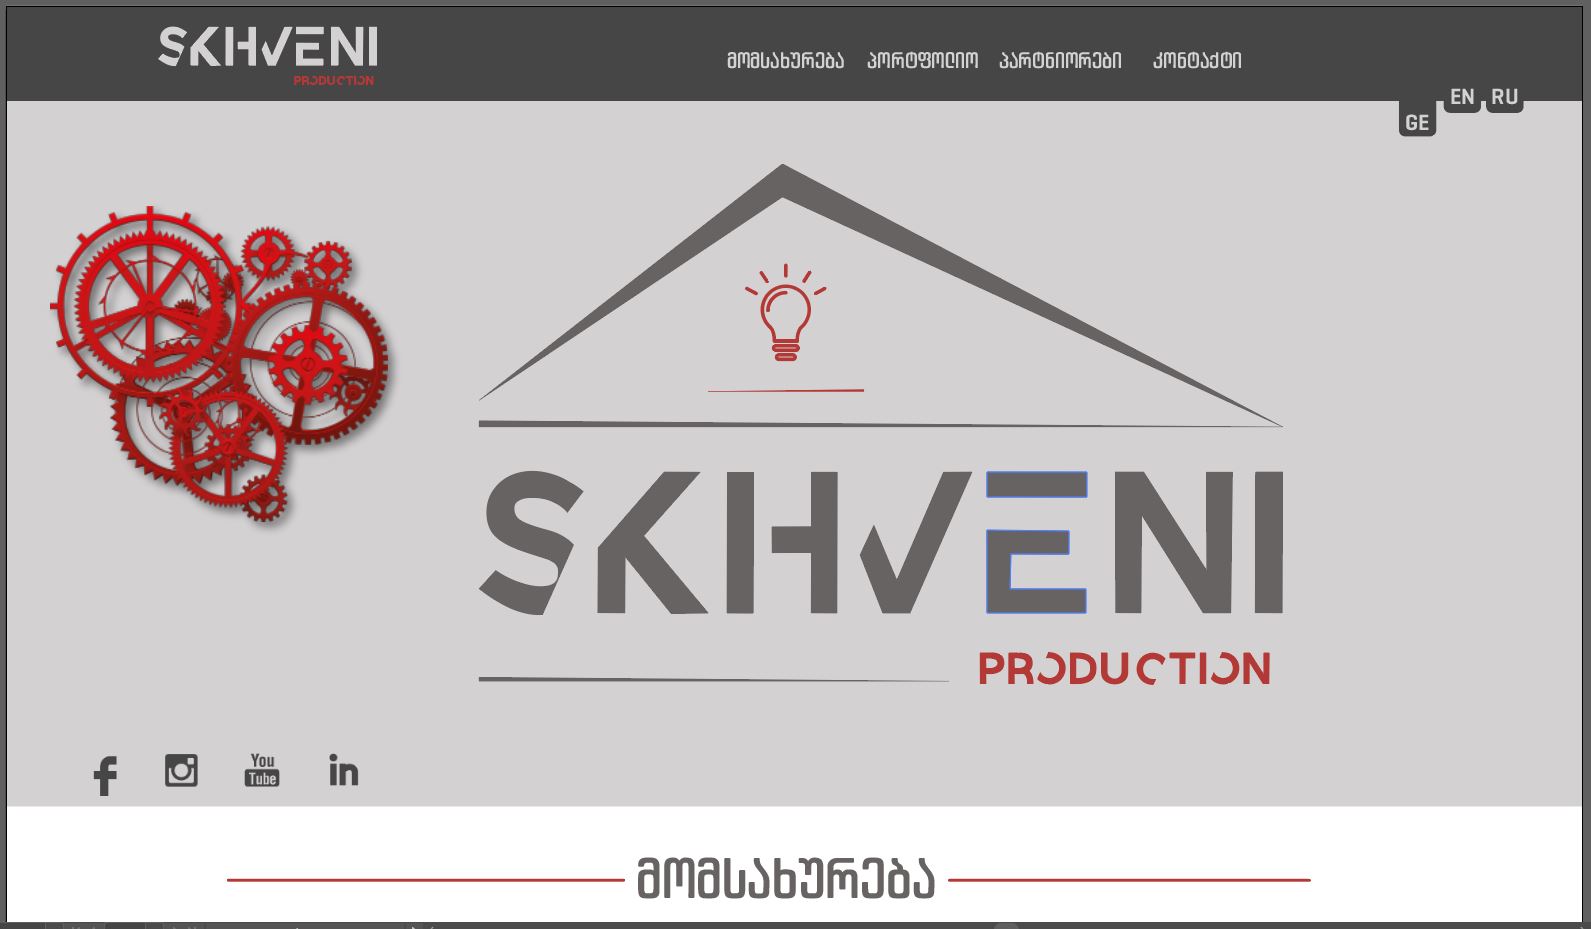 SKHVENI
PRODUCTION
მომსახურება პორტფოლიო პარტნიორები კონტაქტი
GE EN RU
SKHVENI
PRODUCTION
You
Tube
in
მომსახურება